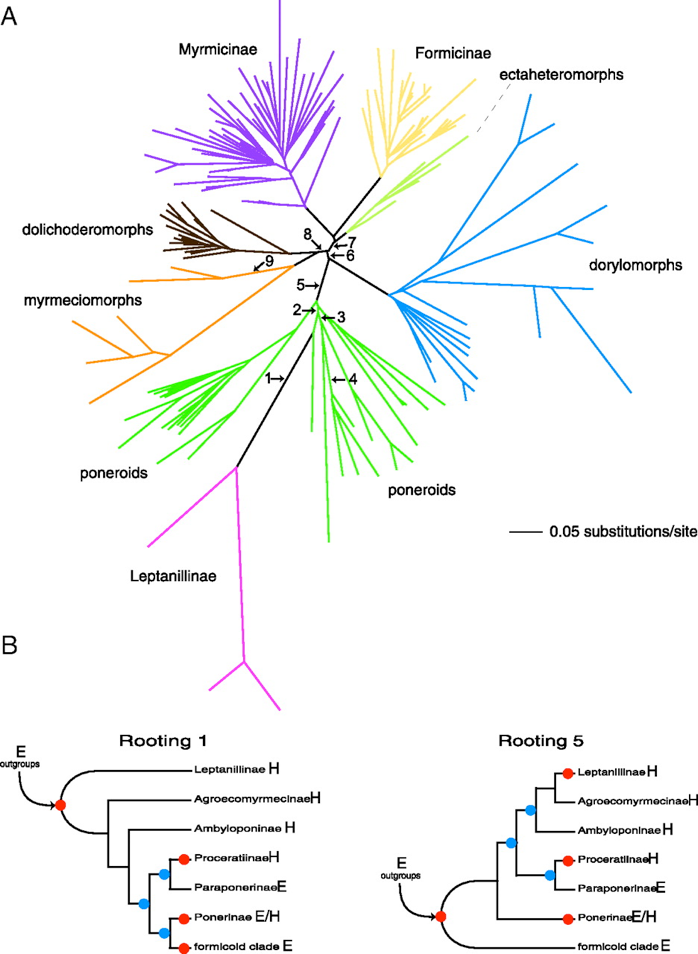 A
Myrmicinae
Formicinae
ectaheteromorphs
dolichoderomorphs
8
7
6
9
dorylomorphs
5
myrmeciomorphs
2
3
1
4
poneroids
poneroids
0.05 substitutions/site
Leptanillinae
B
Rooting 1
Rooting 5
E
outgroups
Leptanillinae H
Agroecomyrmecinae H
Ambyloponinae H
Proceratiinae H
Paraponerinae E
Ponerinae E/H
formicoid clade E
E
outgroups
Leptanillinae H
Agroecomyrmecinae H
Ambyloponinae H
Proceratiinae H
Paraponerinae E
Ponerinae E/H
formicoid clade E